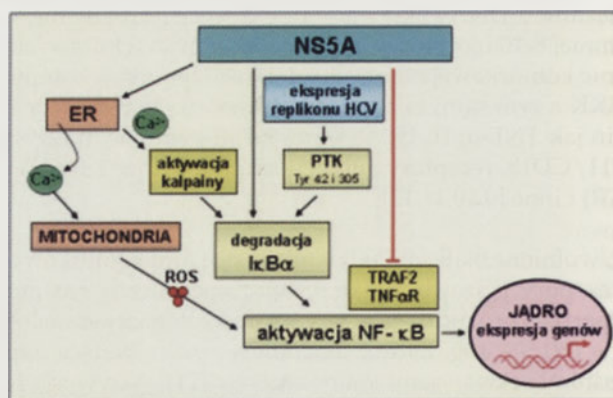 NS5A
ekspresja
replikonu HCV
ER
Ca²⁺
aktywacja
kalpainy
PTK
Tyr 42 i 305
Ca²⁺
MITOCHONDRIA
degradacja
IκBα
ROS
TRAF2
TNFαR
aktywacja NF - κB
JĄDRO
ekspresja genów